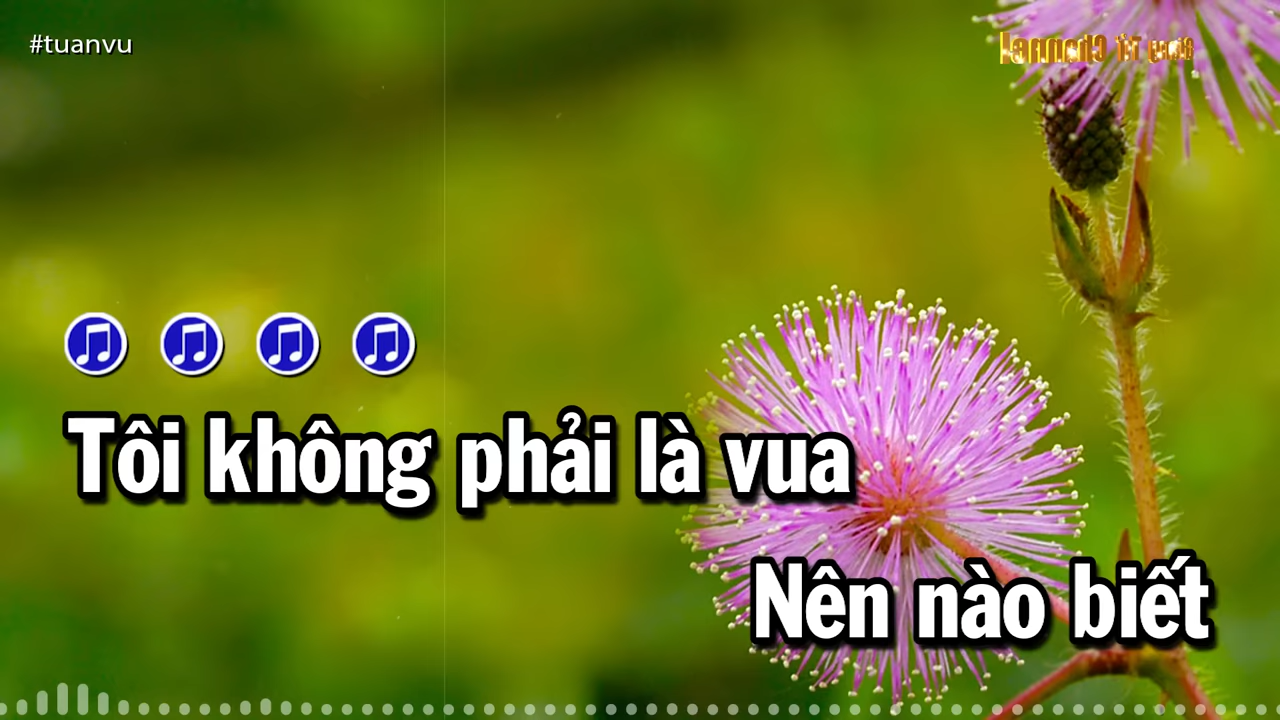 #tuanvu
Tôi không phải là vua
Nên nào biết